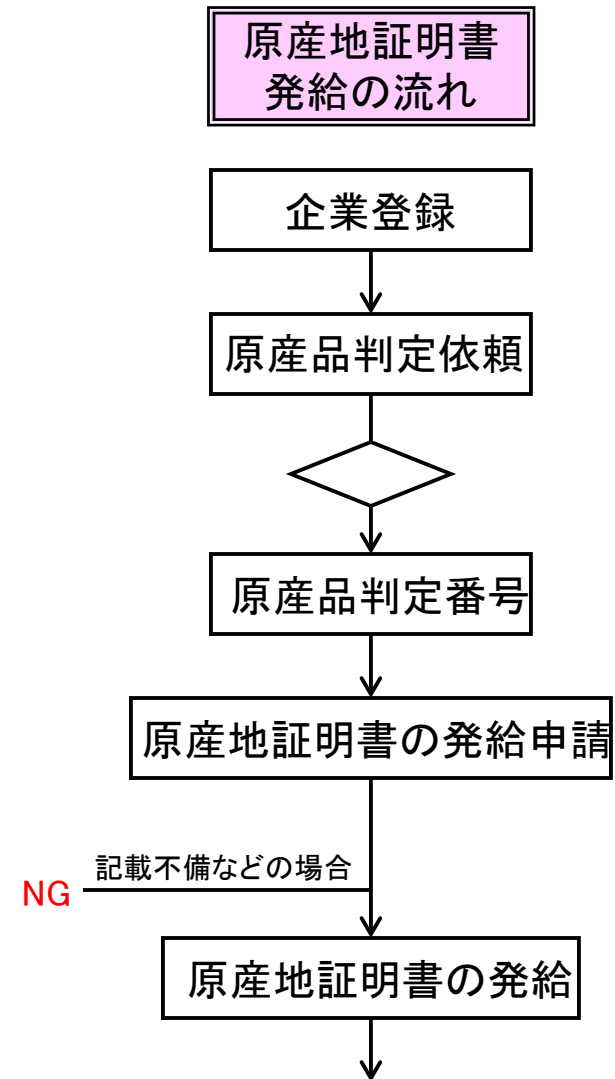 原産地証明書
発給の流れ
企業登録
原産品判定依頼
原産品判定番号
原産地証明書の発給申請
記載不備などの場合
NG
原産地証明書の発給